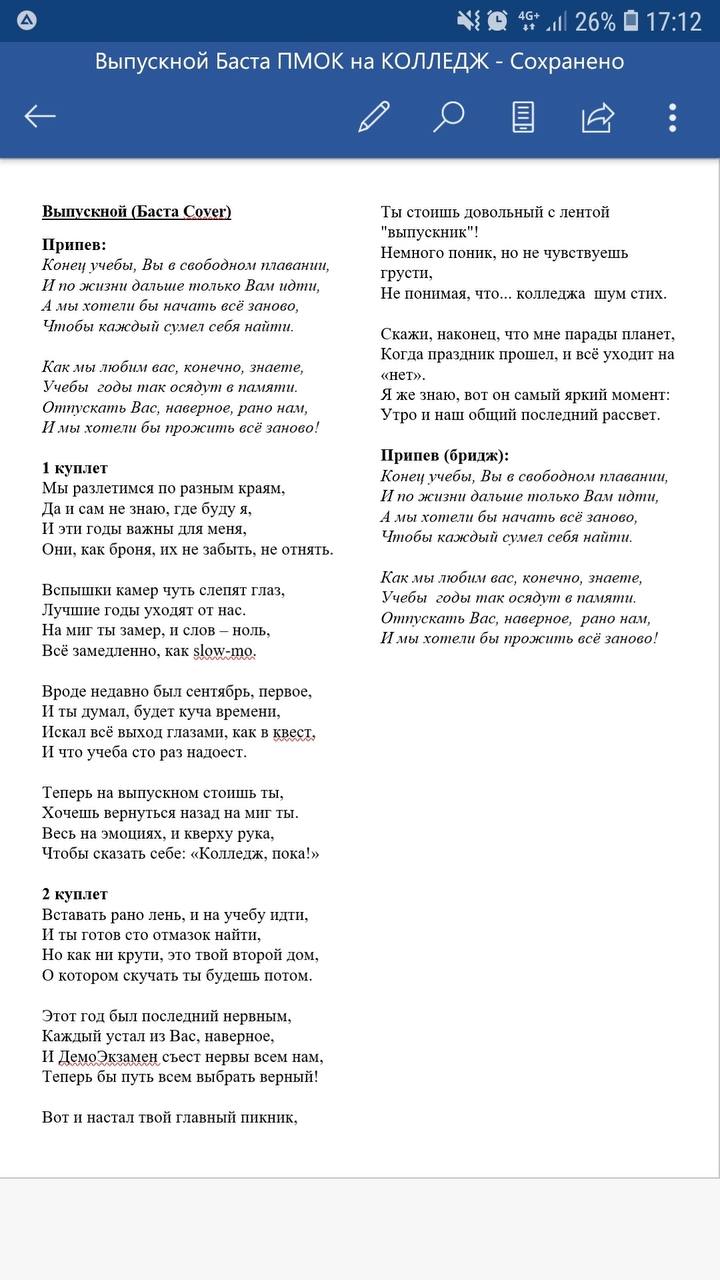 4G+ 26% 17:12
Выпускной Баста ПМОК на КОЛЛЕДЖ - Сохранено
Выпускной (Баста Cover)
Припев:
Конец учебы, Вы в свободном плавании,
И по жизни дальше только Вам идти,
А мы хотели бы начать всё заново,
Чтобы каждый сумел себя найти.
Как мы любим вас, конечно, знаете,
Учебы годы так осядут в памяти.
Отпускать Вас, наверное, рано нам,
И мы хотели бы прожить всё заново!
1 куплет
Мы разлетимся по разным краям,
Да и сам не знаю, где буду я,
И эти годы важны для меня,
Они, как броня, их не забыть, не отнять.
Вспышки камер чуть слепят глаз,
Лучшие годы уходят от нас.
На миг ты замер, и слов – ноль,
Всё замедленно, как slow-mo.
Вроде недавно был сентябрь, первое,
И ты думал, будет куча времени,
Искал всё выход глазами, как в квест,
И что учеба сто раз надоест.
Теперь на выпускном стоишь ты,
Хочешь вернуться назад на миг ты.
Весь на эмоциях, и кверху рука,
Чтобы сказать себе: «Колледж, пока!»
2 куплет
Вставать рано лень, и на учебу идти,
И ты готов сто отмазок найти,
Но как ни крути, это твой второй дом,
О котором скучать ты будешь потом.
Этот год был последний нервным,
Каждый устал из Вас, наверное,
И ДемоЭкзамен съест нервы всем нам,
Теперь бы путь всем выбрать верный!
Вот и настал твой главный пикник,
Ты стоишь довольный с лентой
"выпускник"!
Немного поник, но не чувствуешь
грусти,
Не понимая, что... колледжа шум стих.
Скажи, наконец, что мне парады планет,
Когда праздник прошел, и всё уходит на
«нет».
Я же знаю, вот он самый яркий момент:
Утро и наш общий последний рассвет.
Припев (бридж):
Конец учебы, Вы в свободном плавании,
И по жизни дальше только Вам идти,
А мы хотели бы начать всё заново,
Чтобы каждый сумел себя найти.
Как мы любим вас, конечно, знаете,
Учебы годы так осядут в памяти.
Отпускать Вас, наверное, рано нам,
И мы хотели бы прожить всё заново!